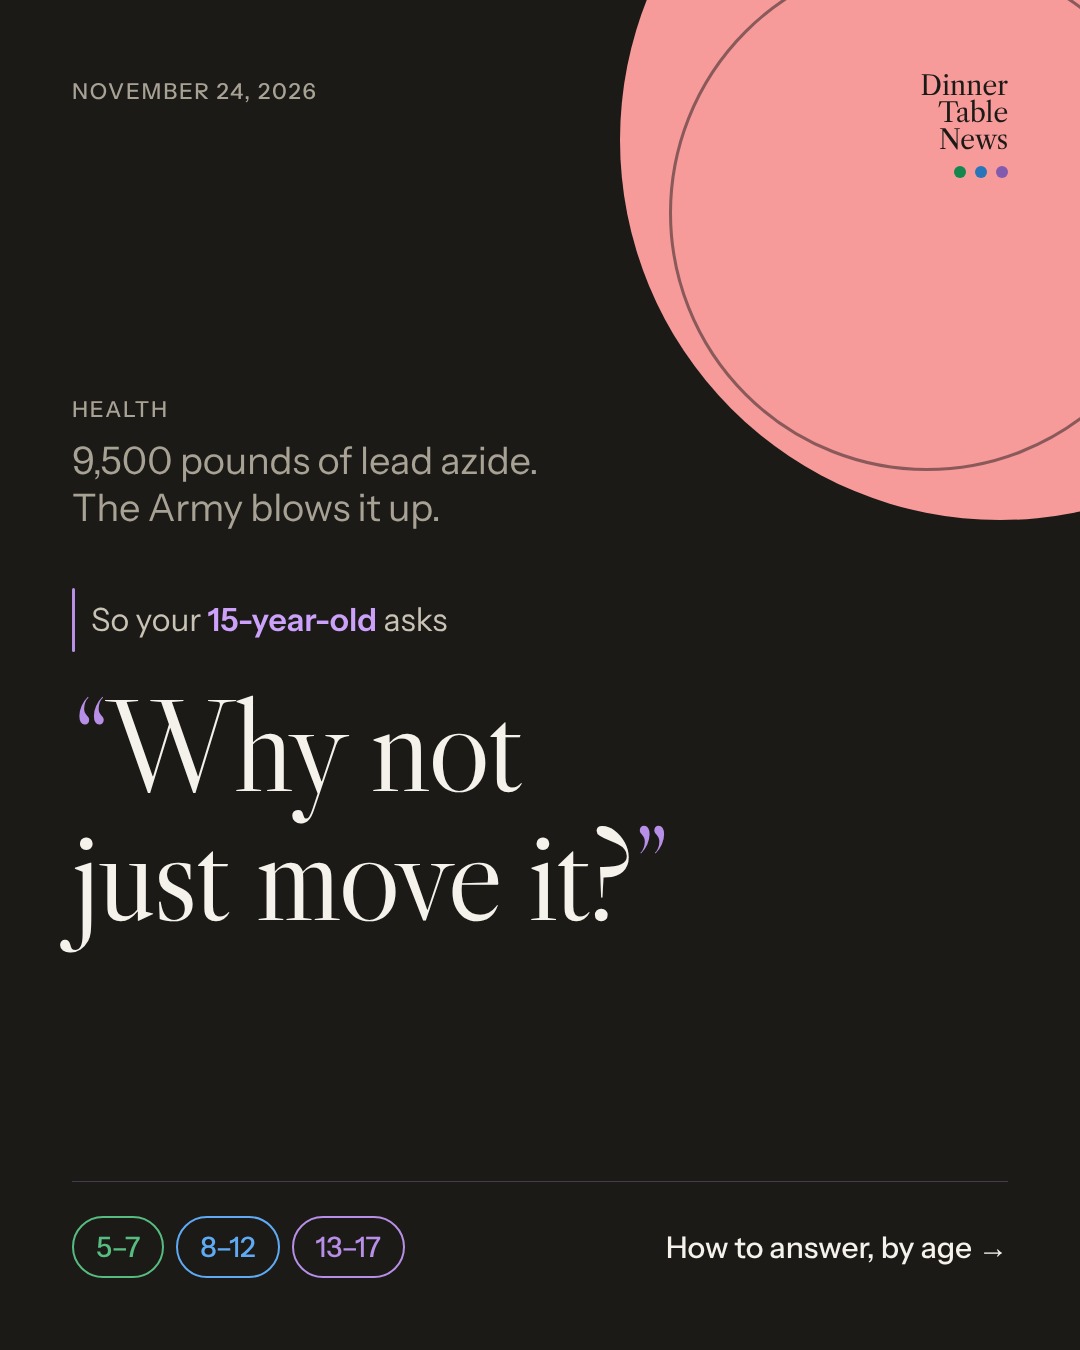 NOVEMBER 24, 2026
Dinner
Table
News
HEALTH
9,500 pounds of lead azide.
The Army blows it up.
So your 15-year-old asks
“Why not
just move it?”
5–7
8–12
13–17
How to answer, by age →